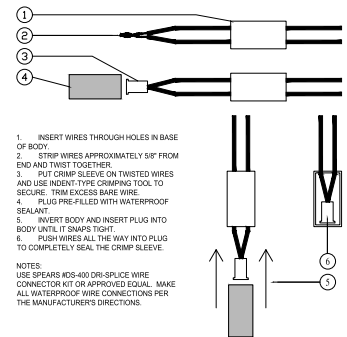 1
2
3
4
1. INSERT WIRES THROUGH HOLES IN BASE
OF BODY.
2. STRIP WIRES APPROXIMATELY 5/8" FROM
END AND TWIST TOGETHER.
3. PUT CRIMP SLEEVE ON TWISTED WIRES
AND USE INDENT-TYPE CRIMPING TOOL TO
SECURE. TRIM EXCESS BARE WIRE.
4. PLUG PRE-FILLED WITH WATERPROOF
SEALANT.
5. INVERT BODY AND INSERT PLUG INTO
BODY UNTIL IT SNAPS TIGHT.
6. PUSH WIRES ALL THE WAY INTO PLUG
TO COMPLETELY SEAL THE CRIMP SLEEVE.
NOTES:
USE SPEARS #DS-400 DRI-SPLICE WIRE
CONNECTOR KIT OR APPROVED EQUAL. MAKE
ALL WATERPROOF WIRE CONNECTIONS PER
THE MANUFACTURER'S DIRECTIONS.
6
5